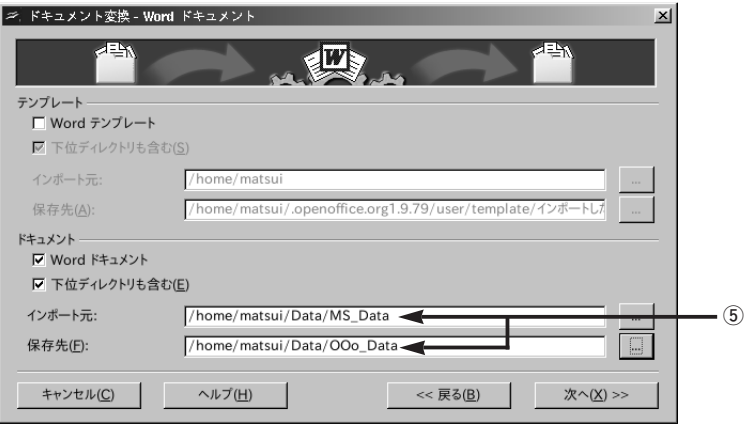 ドキュメント変換 - Word ドキュメント
W
テンプレート
Word テンプレート
下位ディレクトリも含む(S)
インポート元:
/home/matsui
...
保存先(A):
/home/matsui/.openoffice.org1.9.79/user/template/インポートした
...
ドキュメント
Word ドキュメント
下位ディレクトリも含む(E)
インポート元:
/home/matsui/Data/MS_Data
...
⑤
保存先(F):
/home/matsui/Data/OOo_Data
...
キャンセル(C)
ヘルプ(H)
<< 戻る(B)
次へ(X) >>